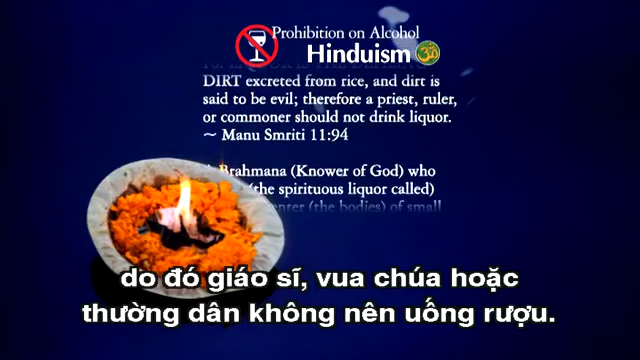 Prohibition on Alcohol
Hinduism ॐ
DIRT excreted from rice, and dirt is
said to be evil; therefore a priest, ruler,
or commoner should not drink liquor.
~ Manu Smriti 11:94
Brahmana (Knower of God) who
(the spirituous liquor called)
enter (the bodies) of small
do đó giáo sĩ, vua chúa hoặc
thường dân không nên uống rượu.